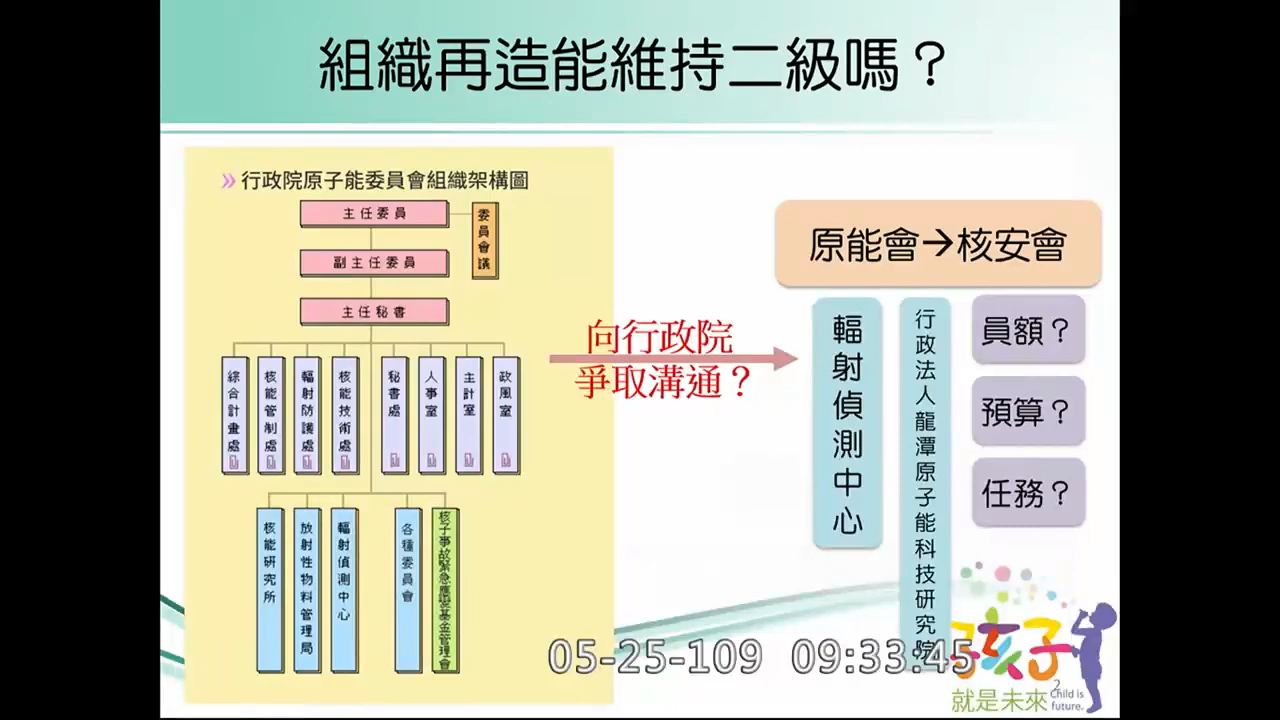 組織再造能維持二級嗎？
» 行政院原子能委員會組織架構圖
主任委員
委員會議
副主任委員
主任秘書
綜合計畫處
核能管制處
輻射防護處
核能技術處
秘書處
人事室
主計室
政風室
核能研究所
放射性物料管理局
輻射偵測中心
各種委員會
核子事故緊急應變基金管理會
向行政院
爭取溝通？
原能會→核安會
輻射偵測中心
行政法人龍潭原子能科技研究院
員額？
預算？
任務？
05-25-109 09:33:45
孩子
就是未來
Child is
future.
2